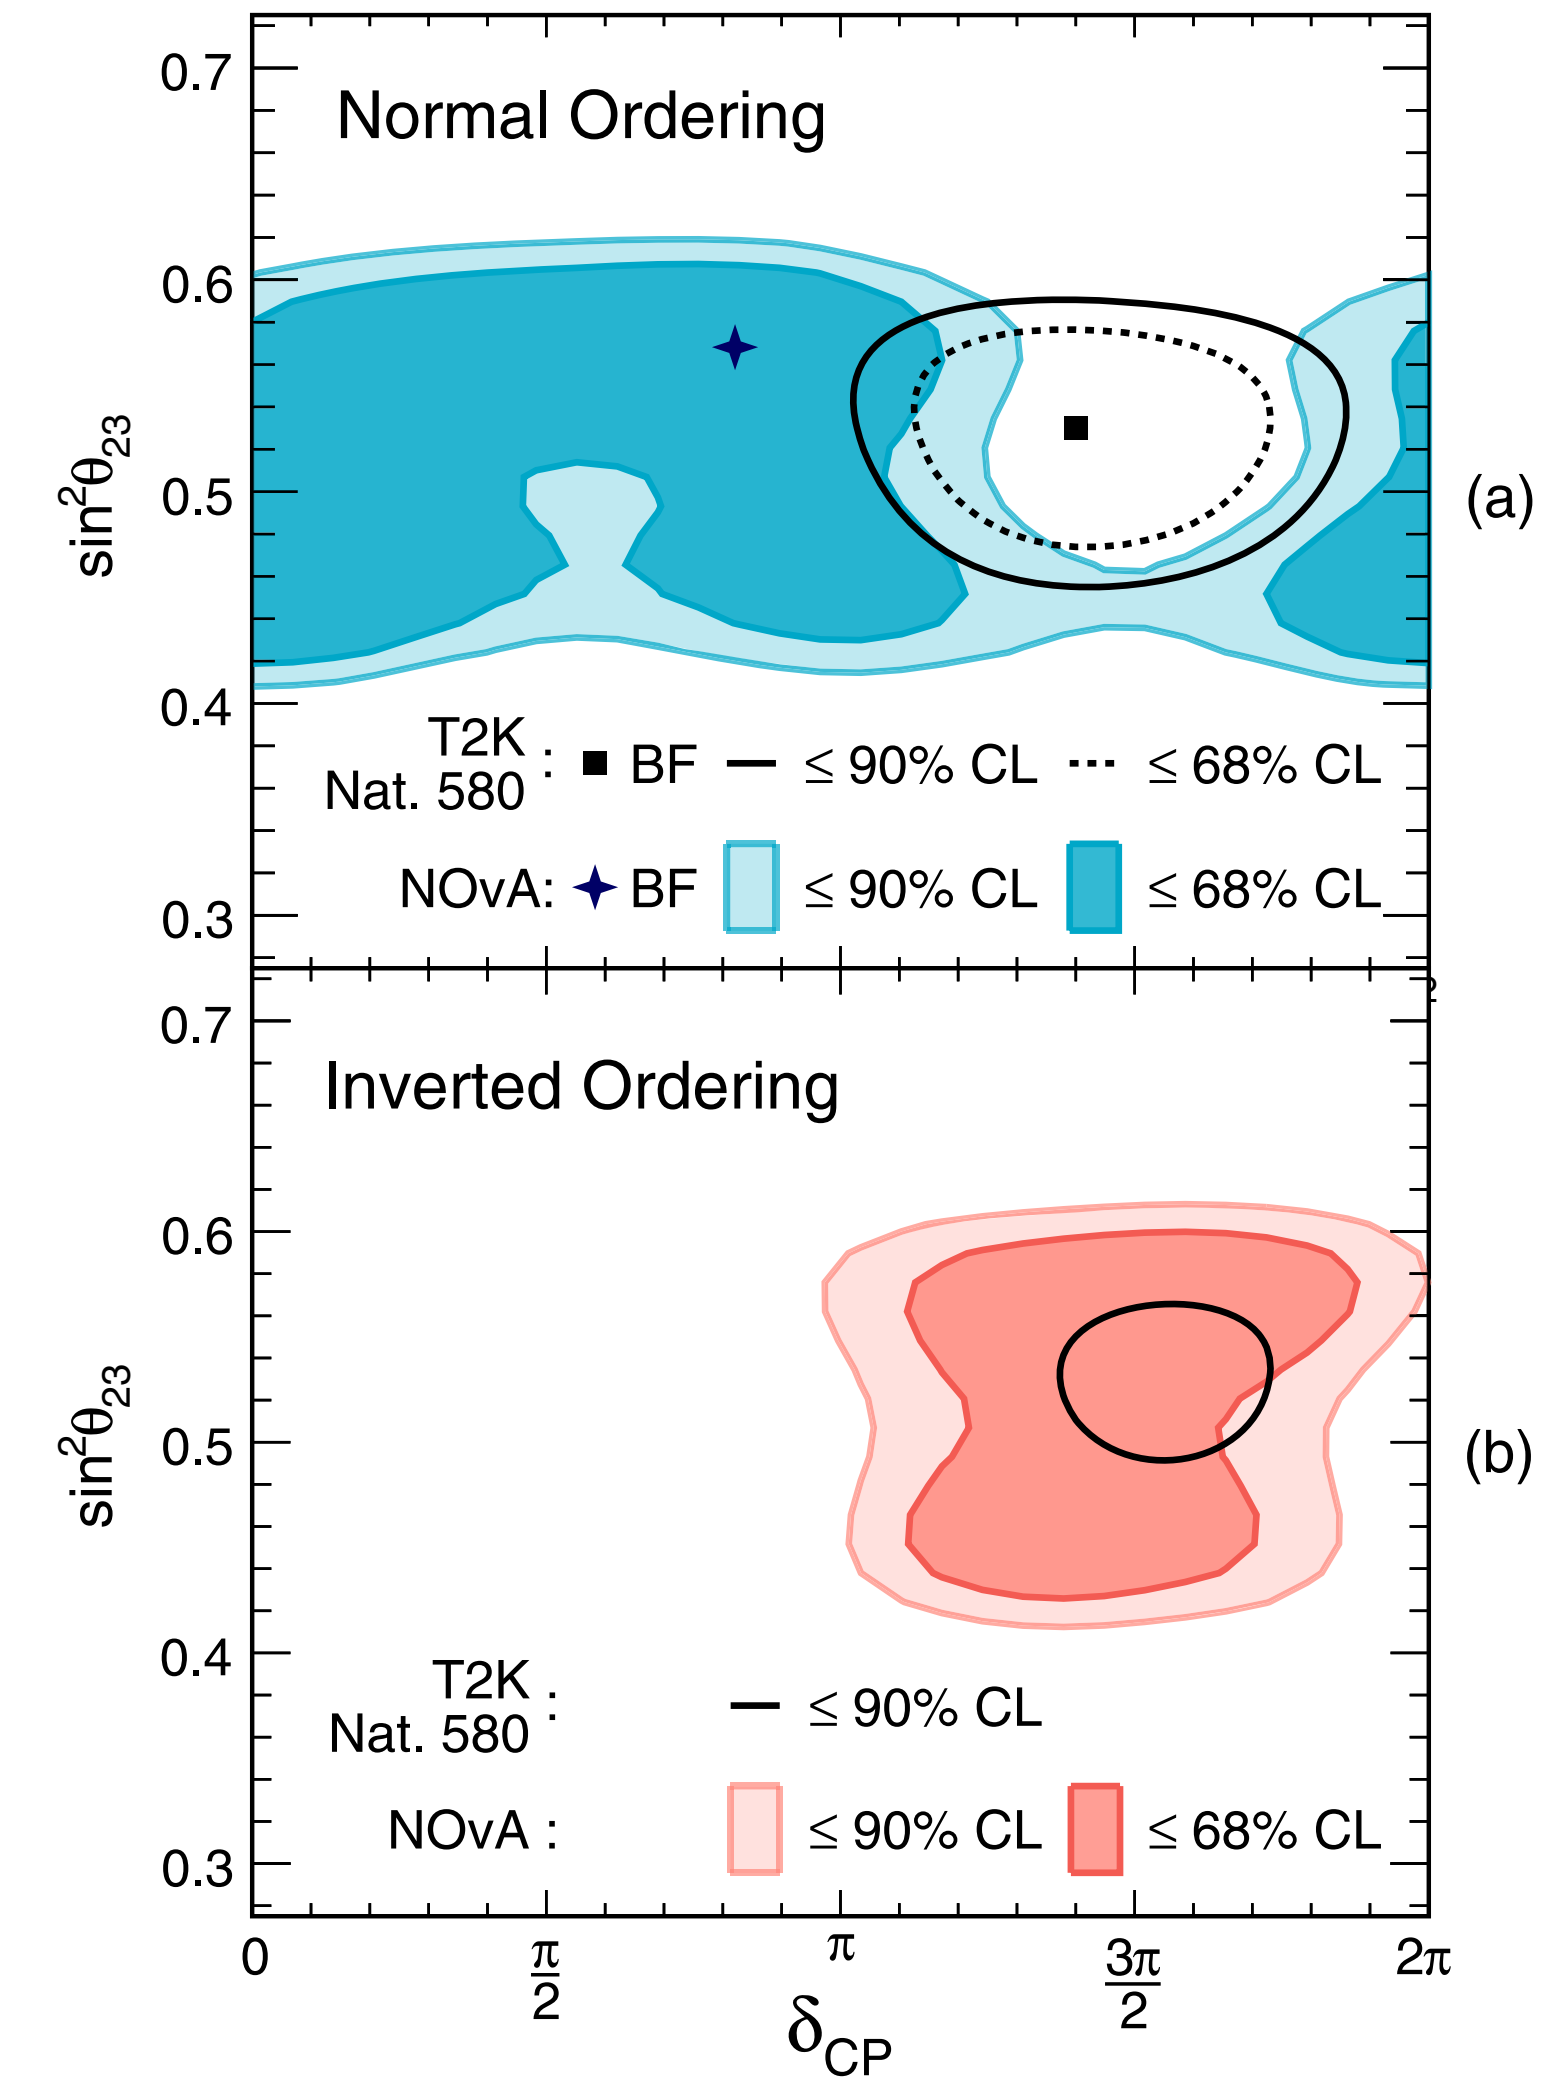 0.7
Normal Ordering
0.6
sin²θ₂₃
0.5
(a)
0.4
T2K
Nat. 580 : BF ≤ 90% CL ≤ 68% CL
NOvA: BF ≤ 90% CL ≤ 68% CL
0.3
0.7
Inverted Ordering
0.6
sin²θ₂₃
0.5
(b)
0.4
T2K
Nat. 580 : ≤ 90% CL
NOvA : ≤ 90% CL ≤ 68% CL
0.3
0 π/2 π 3π/2 2π
δCP